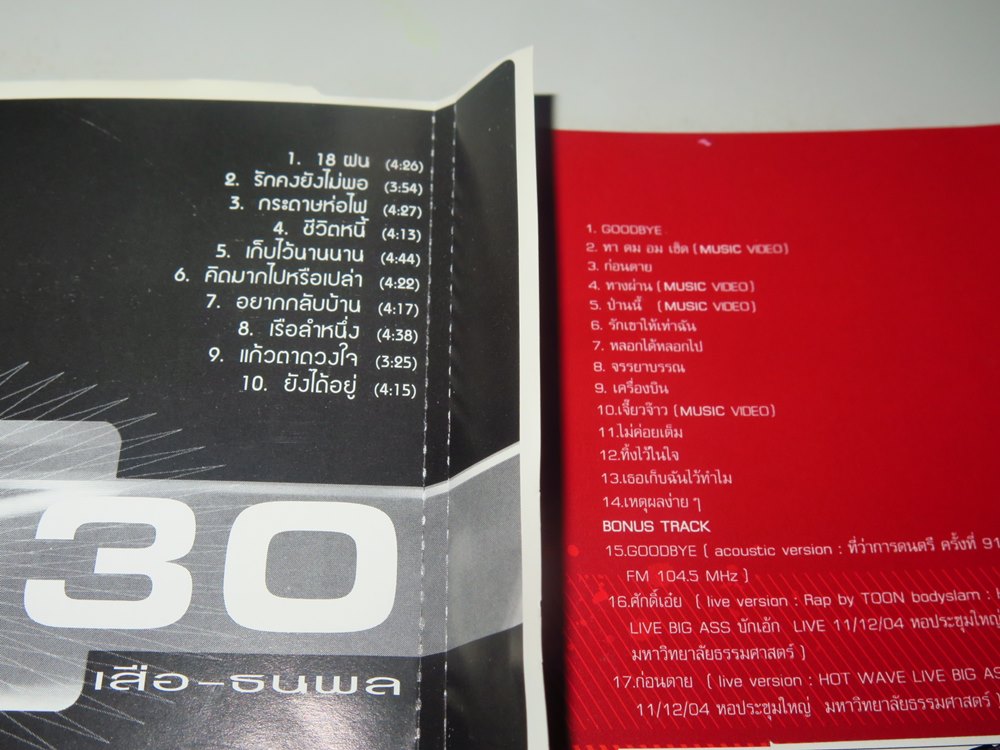 1. 18 ฝน (4:26)
2. รักคงยังไม่พอ (3:54)
3. กระดาษห่อไฟ (4:27)
4. ชีวิตหนี้ (4:13)
5. เก็บไว้นานนาน (4:44)
6. คิดมากไปหรือเปล่า (4:22)
7. อยากกลับบ้าน (4:17)
8. เรือลำหนึ่ง (4:38)
9. แก้วตาดวงใจ (3:25)
10. ยังได้อยู่ (4:15)
30
เสือ-ธนพล
1. GOODBYE
2. ทา คม อม เช็ด (MUSIC VIDEO)
3. ก่อนตาย
4. ทางผ่าน (MUSIC VIDEO)
5. ป่านนี้ (MUSIC VIDEO)
6. รักเขาให้เท่าฉัน
7. หลอกได้หลอกไป
8. จรรยาบรรณ
9. เครื่องบิน
10.เจี๊ยวจ๊าว (MUSIC VIDEO)
11.ไม่ค่อยเต็ม
12.ทิ้งไว้ในใจ
13.เธอเก็บฉันไว้ทำไม
14.เหตุผลง่าย ๆ
BONUS TRACK
15.GOODBYE ( acoustic version : ที่ว่าการดนตรี ครั้งที่ 91
FM 104.5 MHz )
16.ศักดิ์เอ๋ย ( live version : Rap by TOON bodyslam :
LIVE BIG ASS บักเอ้ก LIVE 11/12/04 หอประชุมใหญ่
มหาวิทยาลัยธรรมศาสตร์ )
17.ก่อนตาย ( live version : HOT WAVE LIVE BIG AS
11/12/04 หอประชุมใหญ่ มหาวิทยาลัยธรรมศาสตร์ )